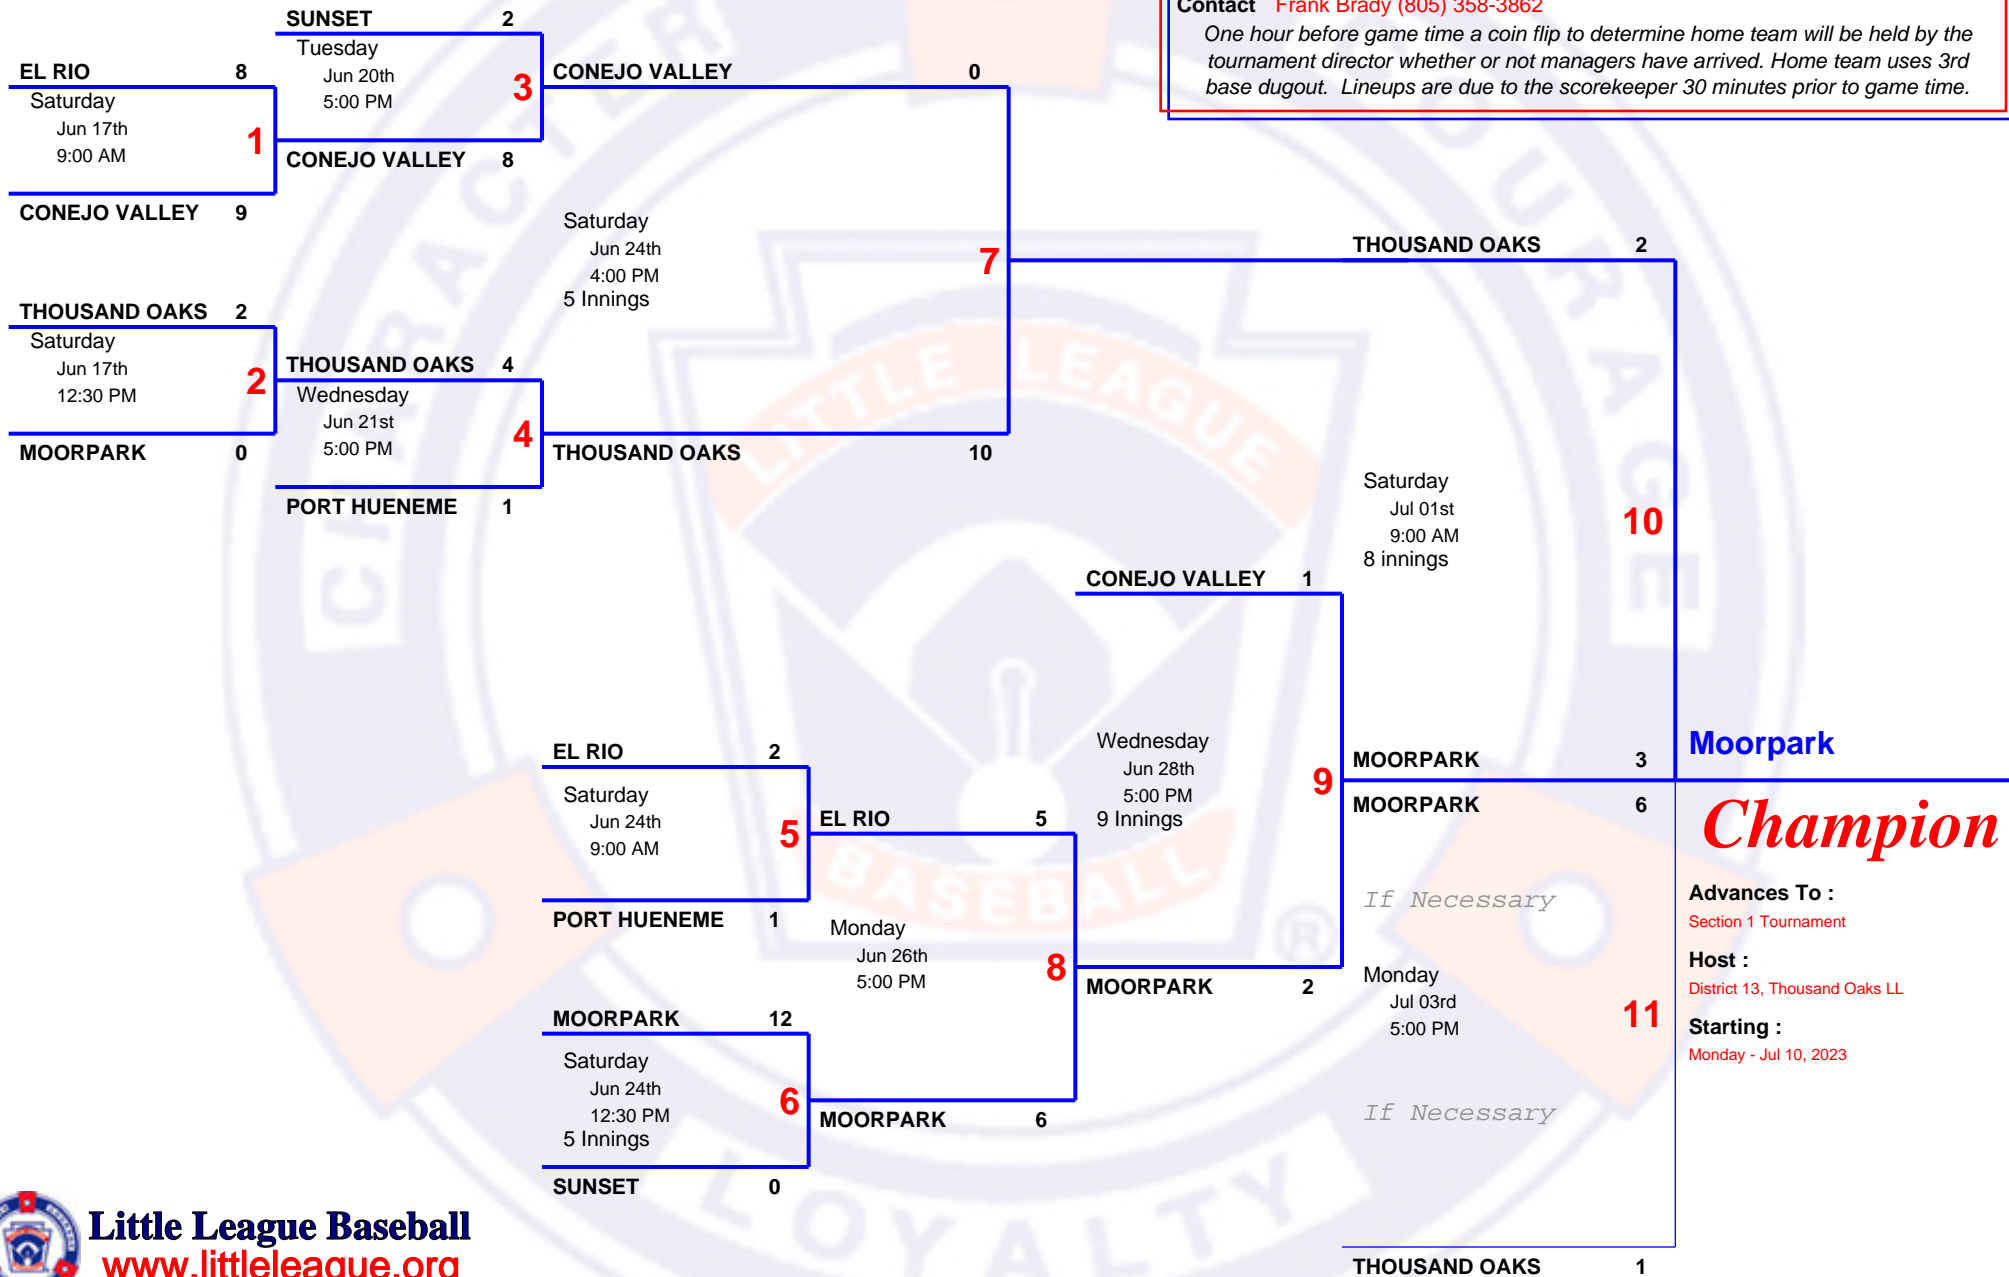 Contact Frank Brady (805) 358-3862
One hour before game time a coin flip to determine home team will be held by the
tournament director whether or not managers have arrived. Home team uses 3rd
base dugout. Lineups are due to the scorekeeper 30 minutes prior to game time.
SUNSET 2
Tuesday
Jun 20th
5:00 PM
3
CONEJO VALLEY 8
EL RIO 8
Saturday
Jun 17th
9:00 AM
1
CONEJO VALLEY 9
THOUSAND OAKS 2
Saturday
Jun 17th
12:30 PM
2
MOORPARK 0
THOUSAND OAKS 4
Wednesday
Jun 21st
5:00 PM
4
PORT HUENEME 1
CONEJO VALLEY 0
Saturday
Jun 24th
4:00 PM
5 Innings
7
THOUSAND OAKS 10
THOUSAND OAKS 2
Saturday
Jul 01st
9:00 AM
8 innings
10
MOORPARK 3
EL RIO 2
Saturday
Jun 24th
9:00 AM
5
PORT HUENEME 1
MOORPARK 12
Saturday
Jun 24th
12:30 PM
5 Innings
6
SUNSET 0
EL RIO 5
Monday
Jun 26th
5:00 PM
8
MOORPARK 6
CONEJO VALLEY 1
Wednesday
Jun 28th
5:00 PM
9 Innings
9
MOORPARK 2
MOORPARK 6
If Necessary
Monday
Jul 03rd
5:00 PM
11
If Necessary
THOUSAND OAKS 1
Moorpark
Champion
Advances To :
Section 1 Tournament
Host :
District 13, Thousand Oaks LL
Starting :
Monday - Jul 10, 2023
Little League Baseball
www.littleleague.org
CHARACTER
COURAGE
LOYALTY
LITTLE LEAGUE
BASEBALL
®